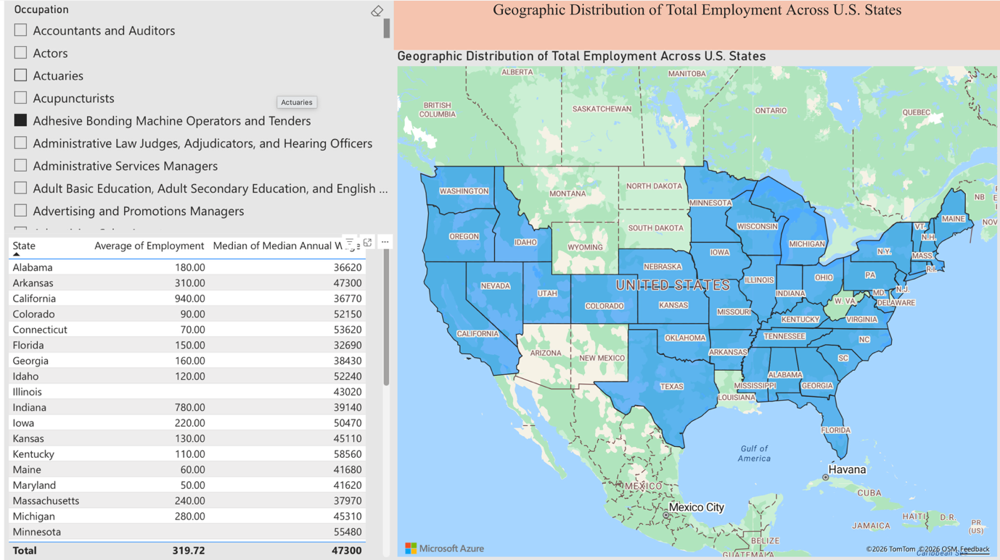 Occupation
Accountants and Auditors
Actors
Actuaries
Acupuncturists
Actuaries
Adhesive Bonding Machine Operators and Tenders
Administrative Law Judges, Adjudicators, and Hearing Officers
Administrative Services Managers
Adult Basic Education, Adult Secondary Education, and English ...
Advertising and Promotions Managers
State Average of Employment Median of Median Annual
Alabama 180.00 36620
Arkansas 310.00 47300
California 940.00 36770
Colorado 90.00 52150
Connecticut 70.00 53620
Florida 150.00 32690
Georgia 160.00 38430
Idaho 120.00 52240
Illinois 43020
Indiana 780.00 39140
Iowa 220.00 50470
Kansas 130.00 45110
Kentucky 110.00 58560
Maine 60.00 41680
Maryland 50.00 41620
Massachusetts 240.00 37970
Michigan 280.00 45310
Minnesota 55480
Total 319.72 47300
Geographic Distribution of Total Employment Across U.S. States
Geographic Distribution of Total Employment Across U.S. States
ALBERTA
MANITOBA
BRITISH
COLUMBIA
SASKATCHEWAN
ONTARIO
QUEBEC
WASHINGTON
MONTANA
NORTH DAKOTA
MINNESOTA
NB
MAINE
NOV
OREGON
IDAHO
SOUTH DAKOTA
WISCONSIN
MICHIGAN
VT.
N.H.
WYOMING
IOWA
N.Y.
MASS.
R.I.
NEBRASKA
UNITED STATES
NEVADA
UTAH
COLORADO
KANSAS
ILLINOIS
INDIANA
OHIO
PA
N.J.
MD.
DELAWARE
W. VA.
MISSOURI
KENTUCKY
VIRGINIA
CALIFORNIA
ARIZONA
NEW MEXICO
OKLAHOMA
TENNESSEE
NC
ARKANSAS
SC
TEXAS
MISSISSIPPI
ALABAMA
GEORGIA
LOUISIANA
FLORIDA
Gulf of
America
Havana
MEXICO
CUBA
Mexico City
JAMAICA
HAITI
D.R.
PR
(US)
BELIZE
GUATEMALA
Microsoft Azure
©2026 TomTom ©2026 OSM Feedback
Caribbean